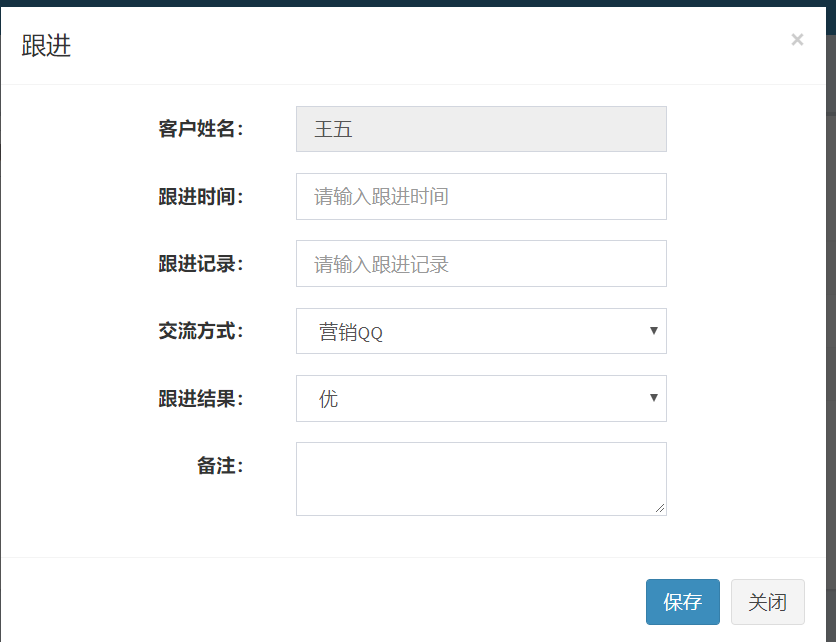 跟进
×
客户姓名：
王五
跟进时间：
请输入跟进时间
跟进记录：
请输入跟进记录
交流方式：
营销QQ
跟进结果：
优
备注：
保存
关闭